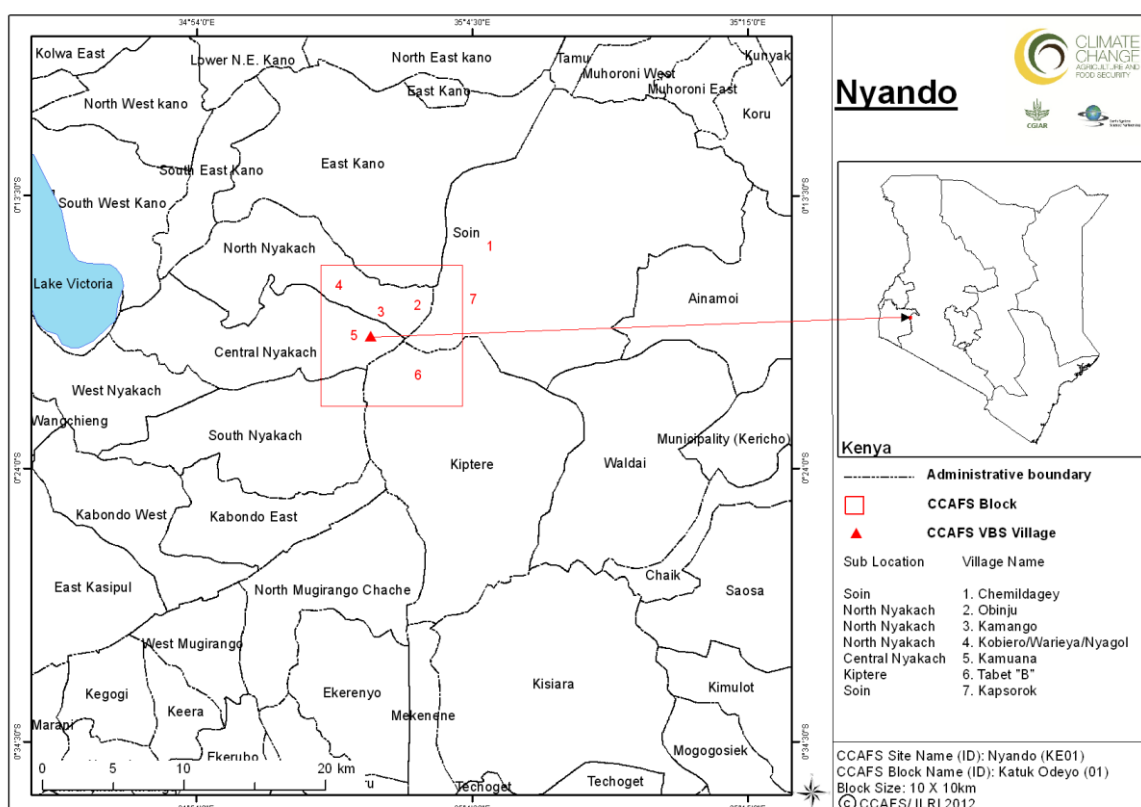 34°54'0"E
35°4'30"E
35°15'0"E
Kolwa East
Lower N.E. Kano
North East kano
Tamu
Kunyak
Muhoroni West
North West kano
East Kano
Muhoroni East
Koru
South East Kano
East Kano
0°13'30"S
0°13'30"S
South West Kano
Soin
1
North Nyakach
Lake Victoria
4
2
7
Ainamoi
3
5
Central Nyakach
6
West Nyakach
Wangchieng
South Nyakach
Municipality (Kericho)
Kiptere
Waldai
0°24'0"S
0°24'0"S
Kabondo West
Kabondo East
Chaik
East Kasipul
North Mugirango Chache
Saosa
West Mugirango
Kisiara
Kegogi
Keera
Ekerenyo
Kimulot
Mekenene
Marani
Mogogosiek
0°34'30"S
0°34'30"S
Ekerubo
0 5 10 20 km
Techoget
Techoget
Nyando
CLIMATE
CHANGE
AGRICULTURE AND
FOOD SECURITY
CGIAR
Kenya
Administrative boundary
CCAFS Block
CCAFS VBS Village
Sub Location Village Name
Soin 1. Chemildagey
North Nyakach 2. Obinju
North Nyakach 3. Kamango
North Nyakach 4. Kobiero/Warieya/Nyagol
Central Nyakach 5. Kamuana
Kiptere 6. Tabet "B"
Soin 7. Kapsorok
CCAFS Site Name (ID): Nyando (KE01)
CCAFS Block Name (ID): Katuk Odeyo (01)
Block Size: 10 X 10km
© CCAFS/ ILRI 2012